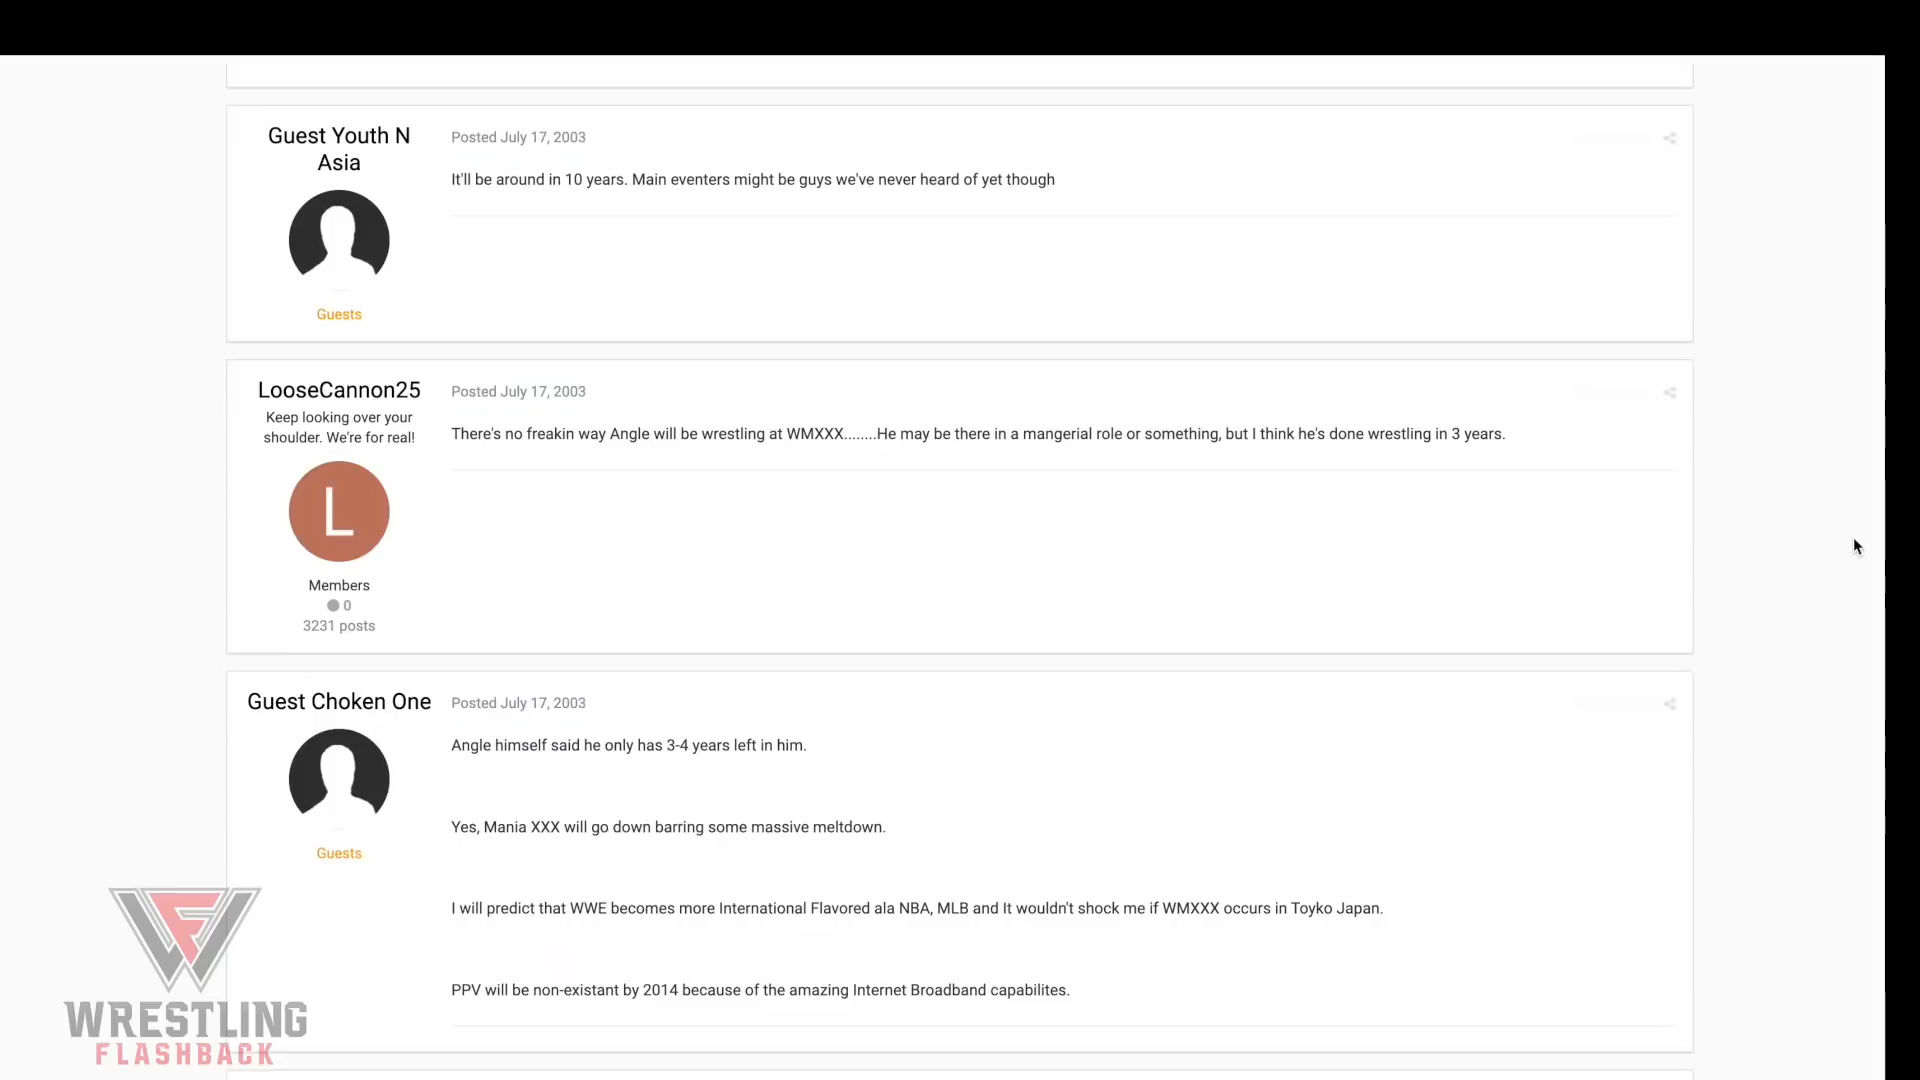 Guest Youth N
Asia
Posted July 17, 2003
It'll be around in 10 years. Main eventers might be guys we've never heard of yet though
Guests
LooseCannon25
Keep looking over your
shoulder. We're for real!
Posted July 17, 2003
There's no freakin way Angle will be wrestling at WMXXX........He may be there in a mangerial role or something, but I think he's done wrestling in 3 years.
L
Members
0
3231 posts
Guest Choken One
Posted July 17, 2003
Angle himself said he only has 3-4 years left in him.
Yes, Mania XXX will go down barring some massive meltdown.
Guests
I will predict that WWE becomes more International Flavored ala NBA, MLB and It wouldn't shock me if WMXXX occurs in Toyko Japan.
PPV will be non-existant by 2014 because of the amazing Internet Broadband capabilites.
WF
WRESTLING
FLASHBACK